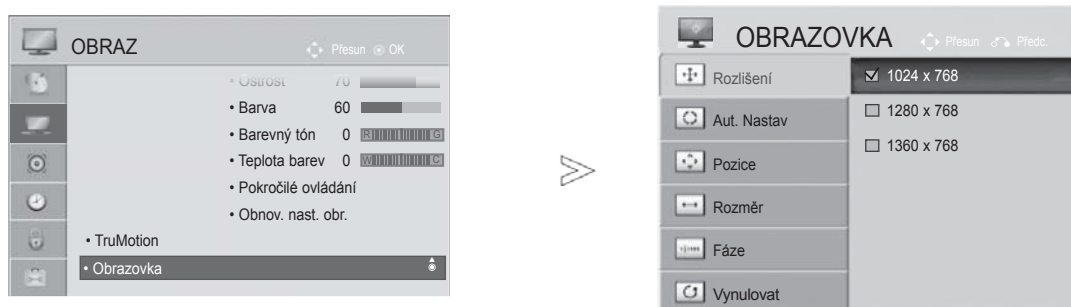 OBRAZ
Přesun OK
• Ostrost 70
• Barva 60
• Barevný tón 0 R G
• Teplota barev 0 W C
• Pokročilé ovládání
• Obnov. nast. obr.
• TruMotion
• Obrazovka
OBRAZOVKA
Přesun Předc.
Rozlišení
Aut. Nastav
Pozice
Rozměr
Fáze
Vynulovat
1024 x 768
1280 x 768
1360 x 768